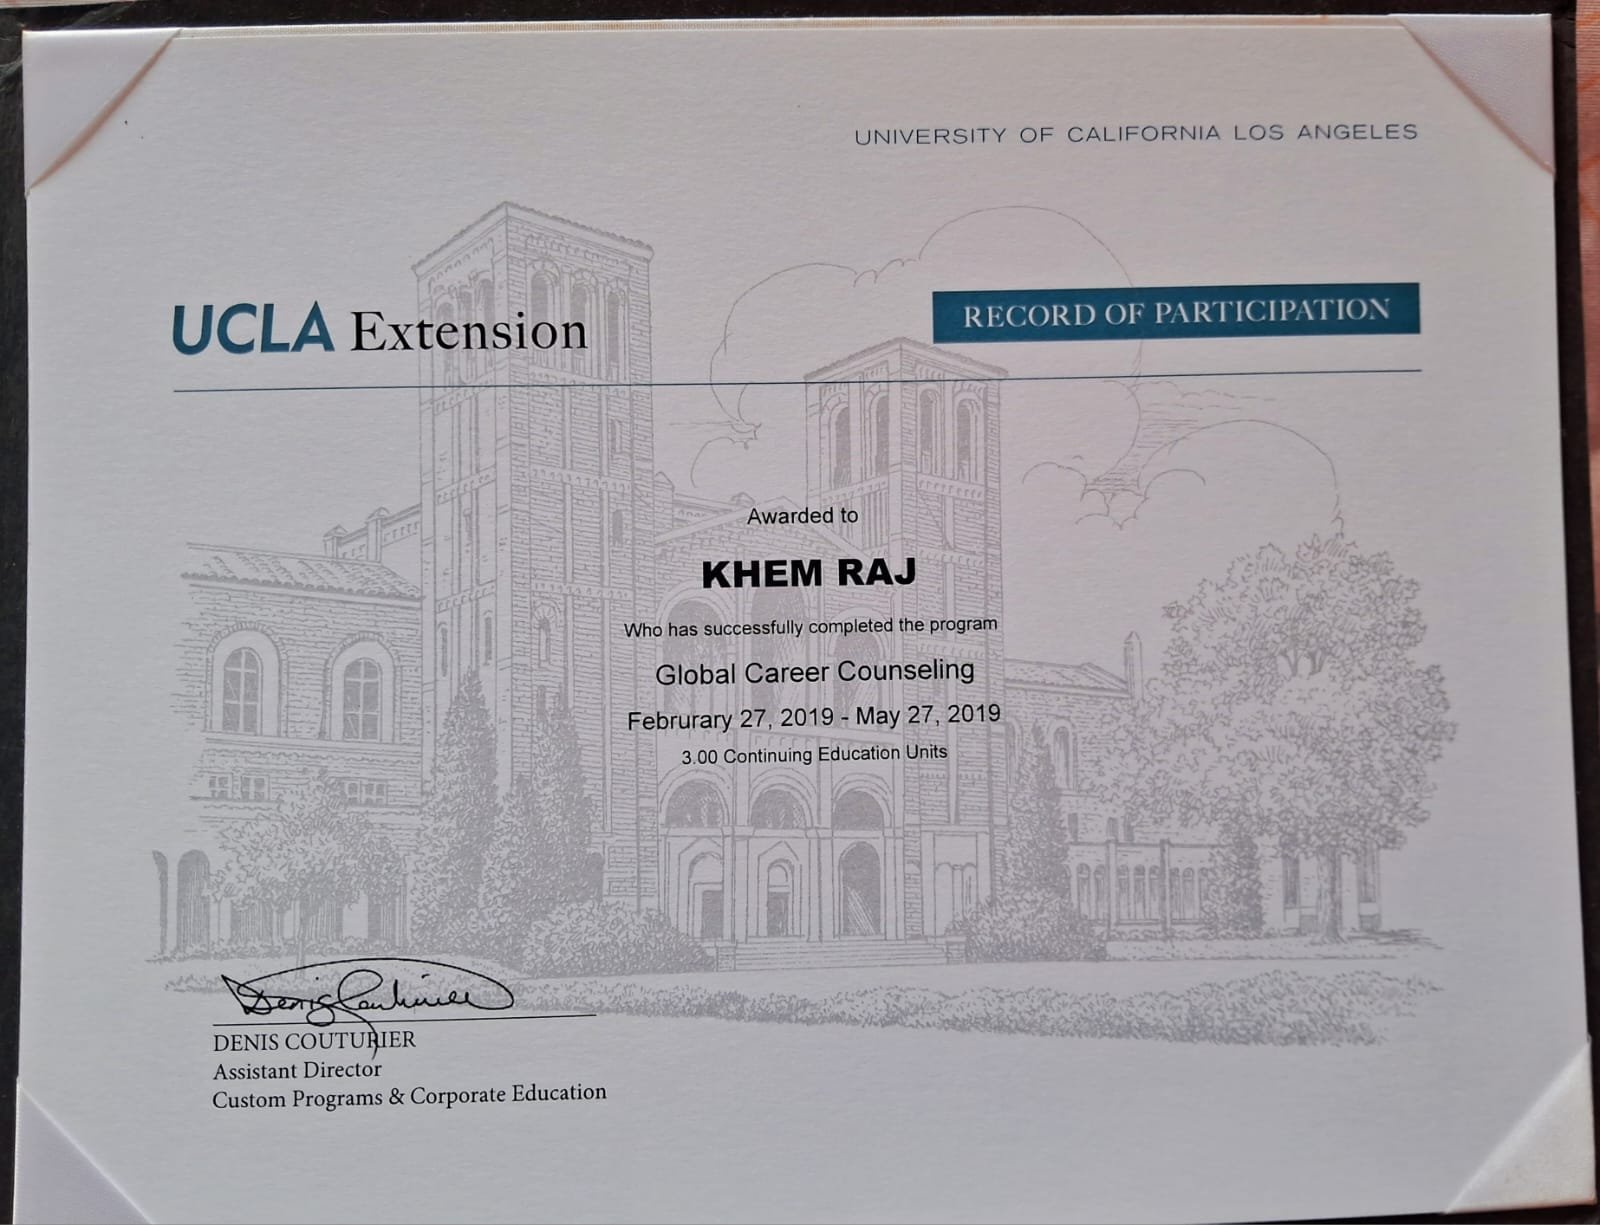 UNIVERSITY OF CALIFORNIA LOS ANGELES
UCLA Extension
RECORD OF PARTICIPATION
Awarded to
KHEM RAJ
Who has successfully completed the program
Global Career Counseling
Februrary 27, 2019 - May 27, 2019
3.00 Continuing Education Units
Denis Couturier
DENIS COUTURIER
Assistant Director
Custom Programs & Corporate Education